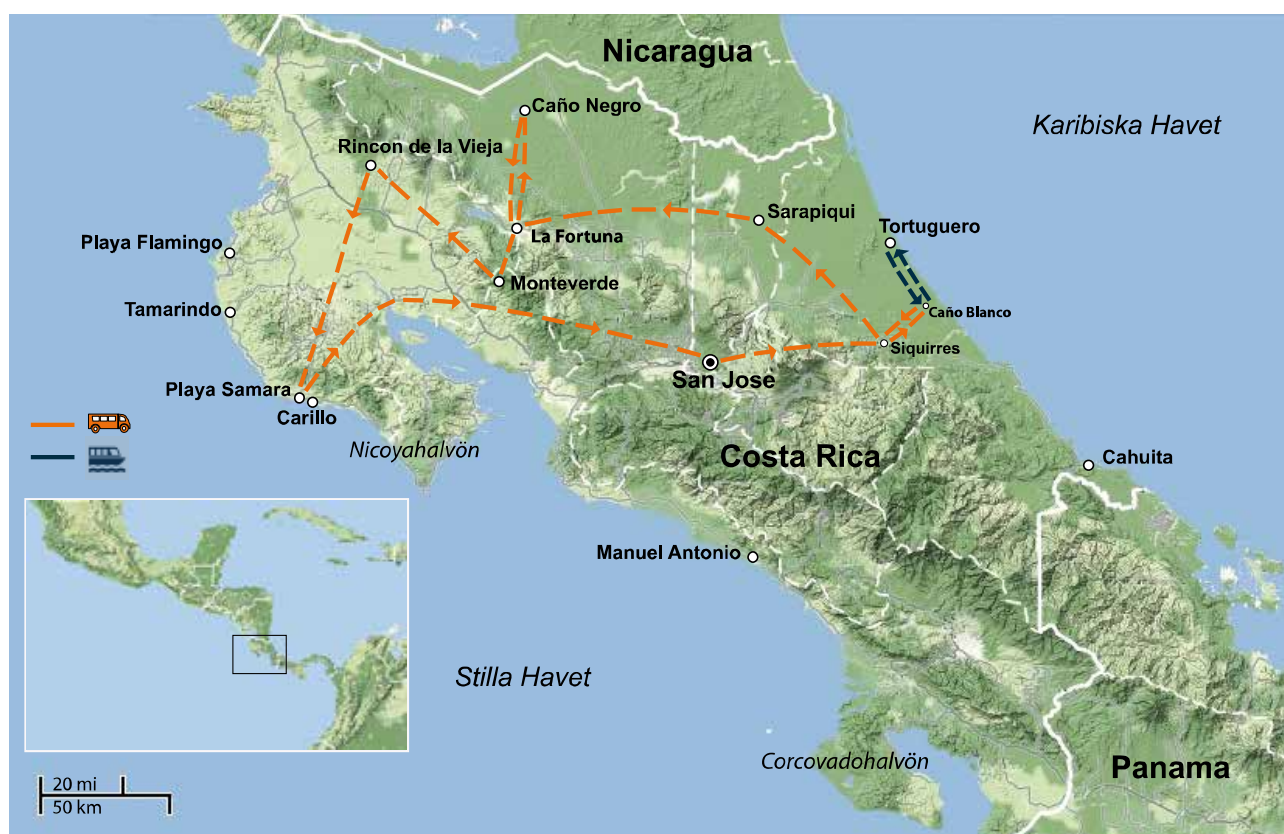 Nicaragua
Caño Negro
Karibiska Havet
Rincon de la Vieja
Sarapiqui
Tortuguero
La Fortuna
Playa Flamingo
Monteverde
Tamarindo
Caño Blanco
Siquirres
San Jose
Playa Samara
Carillo
Nicoyahalvön
Costa Rica
Cahuita
Manuel Antonio
Stilla Havet
Corcovadohalvön
Panama
20 mi
50 km